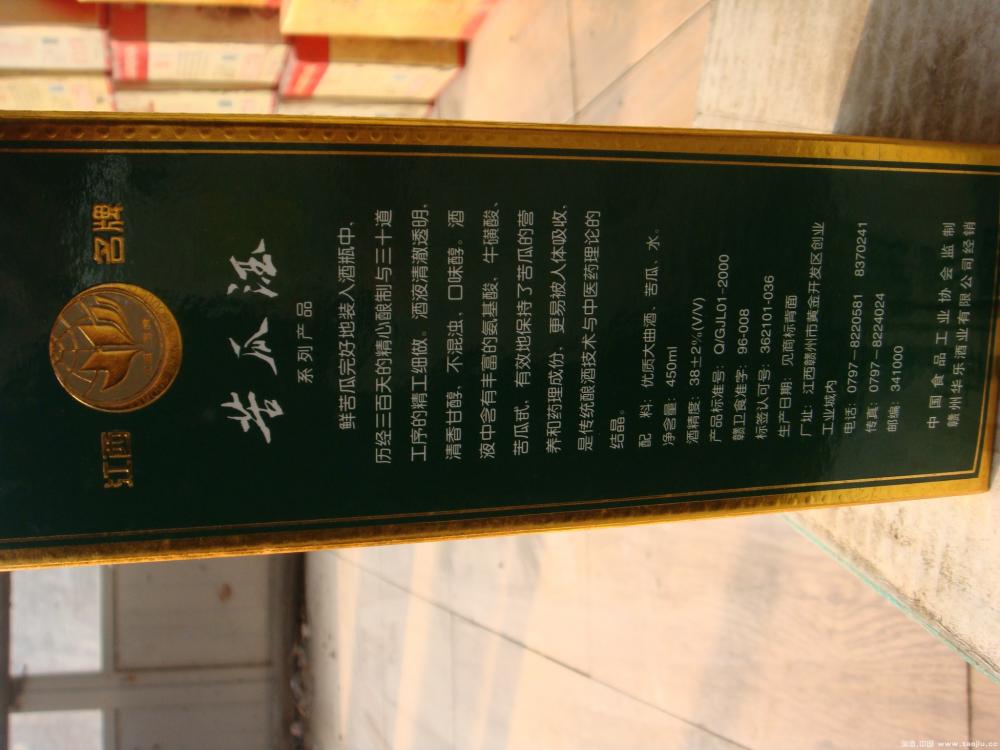 江西 名牌
苦瓜酒
系列产品
鲜苦瓜完好地装入酒瓶中，
历经三百天的精心酿制与三十道
工序的精工细做。酒液清澈透明，
清香甘醇，不混浊，口味醇。酒
液中含有丰富的氨基酸、牛磺酸、
苦瓜甙，有效地保持了苦瓜的营
养和药理成份，更易被人体吸收，
是传统酿酒技术与中医药理论的
结晶。
配 料：优质大曲酒、苦瓜、水。
净含量：450ml
酒精度：38±2%(V/V)
产品标准号：Q/GJL01-2000
赣卫食准字：96-008
标签认可号：362101-036
生产日期：见商标背面
厂址：江西赣州市黄金开发区创业
工业城内
电话：0797-8220581 8370241
传真：0797-8224024
邮编：341000
中国食品工业协会监制
赣州华乐酒业有限公司经销
淘酒.中国 www.taojiu.cc